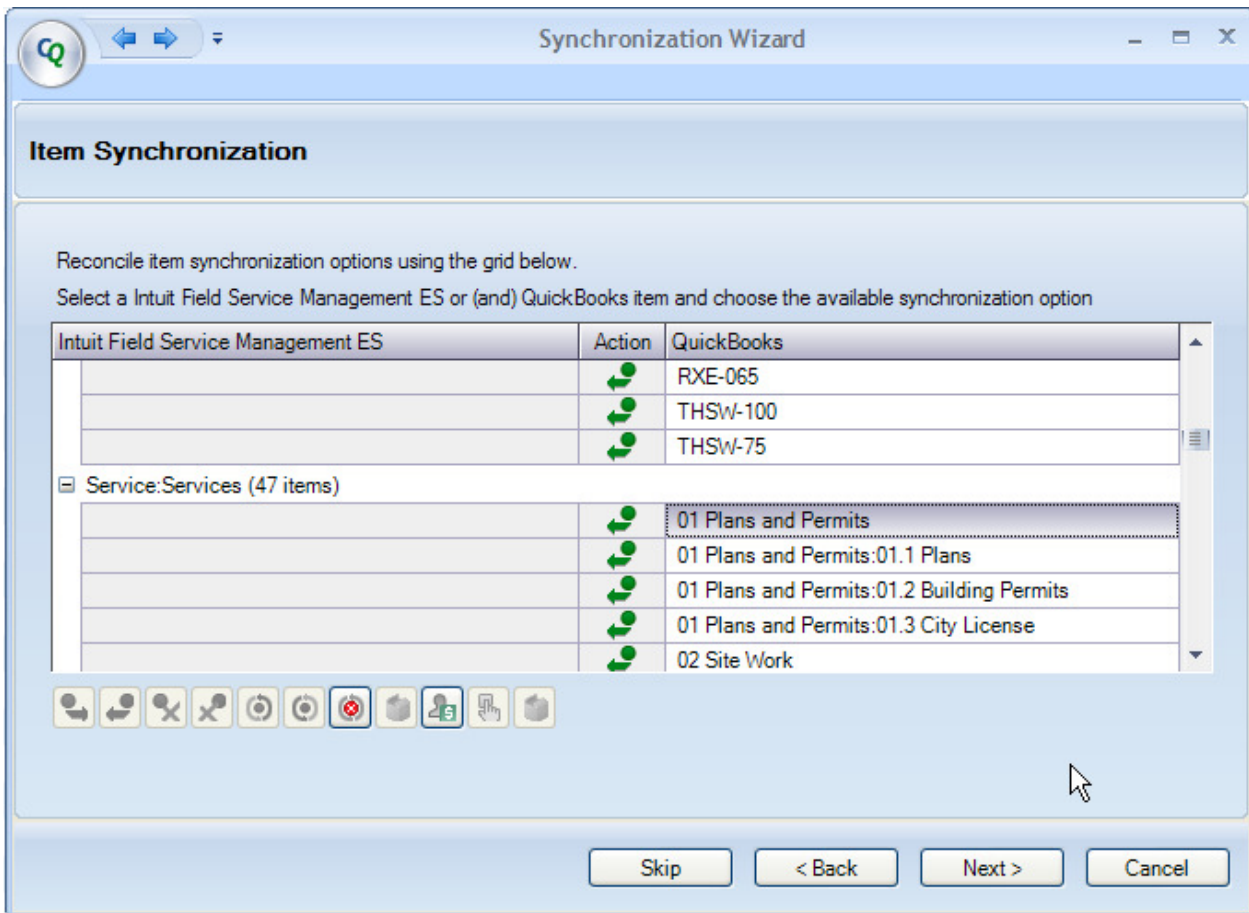 CQ
Synchronization Wizard
Item Synchronization
Reconcile item synchronization options using the grid below.
Select a Intuit Field Service Management ES or (and) QuickBooks item and choose the available synchronization option
Intuit Field Service Management ES Action QuickBooks
RXE-065
THSW-100
THSW-75
Service:Services (47 items)
01 Plans and Permits
01 Plans and Permits:01.1 Plans
01 Plans and Permits:01.2 Building Permits
01 Plans and Permits:01.3 City License
02 Site Work
Skip < Back Next > Cancel